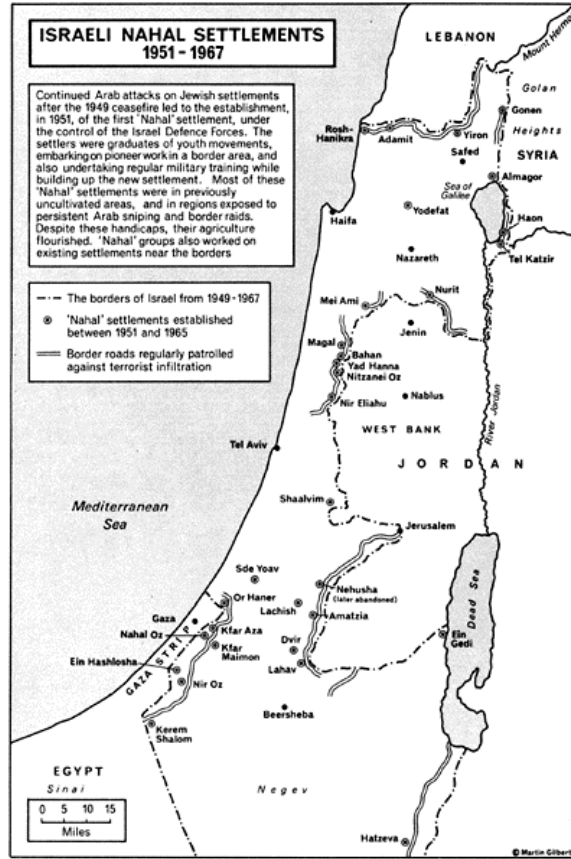 ISRAELI NAHAL SETTLEMENTS
1951-1967
Continued Arab attacks on Jewish settlements
after the 1949 ceasefire led to the establishment,
in 1951, of the first 'Nahal' settlement, under
the control of the Israel Defence Forces. The
settlers were graduates of youth movements,
embarking on pioneer work in a border area, and
also undertaking regular military training while
building up the new settlement. Most of these
'Nahal' settlements were in previously
uncultivated areas, and in regions exposed to
persistent Arab sniping and border raids.
Despite these handicaps, their agriculture
flourished. 'Nahal' groups also worked on
existing settlements near the borders
The borders of Israel from 1949-1967
'Nahal' settlements established
between 1951 and 1965
Border roads regularly patrolled
against terrorist infiltration
LEBANON
Mount Hermon
Golan
Heights
Gonen
SYRIA
Rosh-
Hanikra
Adamit
Yiron
Safed
Almagor
Sea of
Galilee
Yodefat
Haifa
Haon
Nazareth
Tel Katzir
Mei Ami
Nurit
Jenin
Magal
Bahan
Yad Hanna
Nitzanei Oz
Nir Eliahu
Nablus
WEST BANK
River Jordan
JORDAN
Tel Aviv
Mediterranean
Sea
Shaalvim
Jerusalem
Sde Yoav
Or Haner
Lachish
Nehusha
(later abandoned)
Amatzia
Dead Sea
Gaza
Nahal Oz
Kfar Aza
Kfar
Maimon
Dvir
Lahav
Ein
Gedi
Ein Hashlosha
GAZA STRIP
Nir Oz
Beersheba
Kerem
Shalom
EGYPT
Sinai
Negev
0 5 10 15
Miles
Hatzeva
© Martin Gilbert